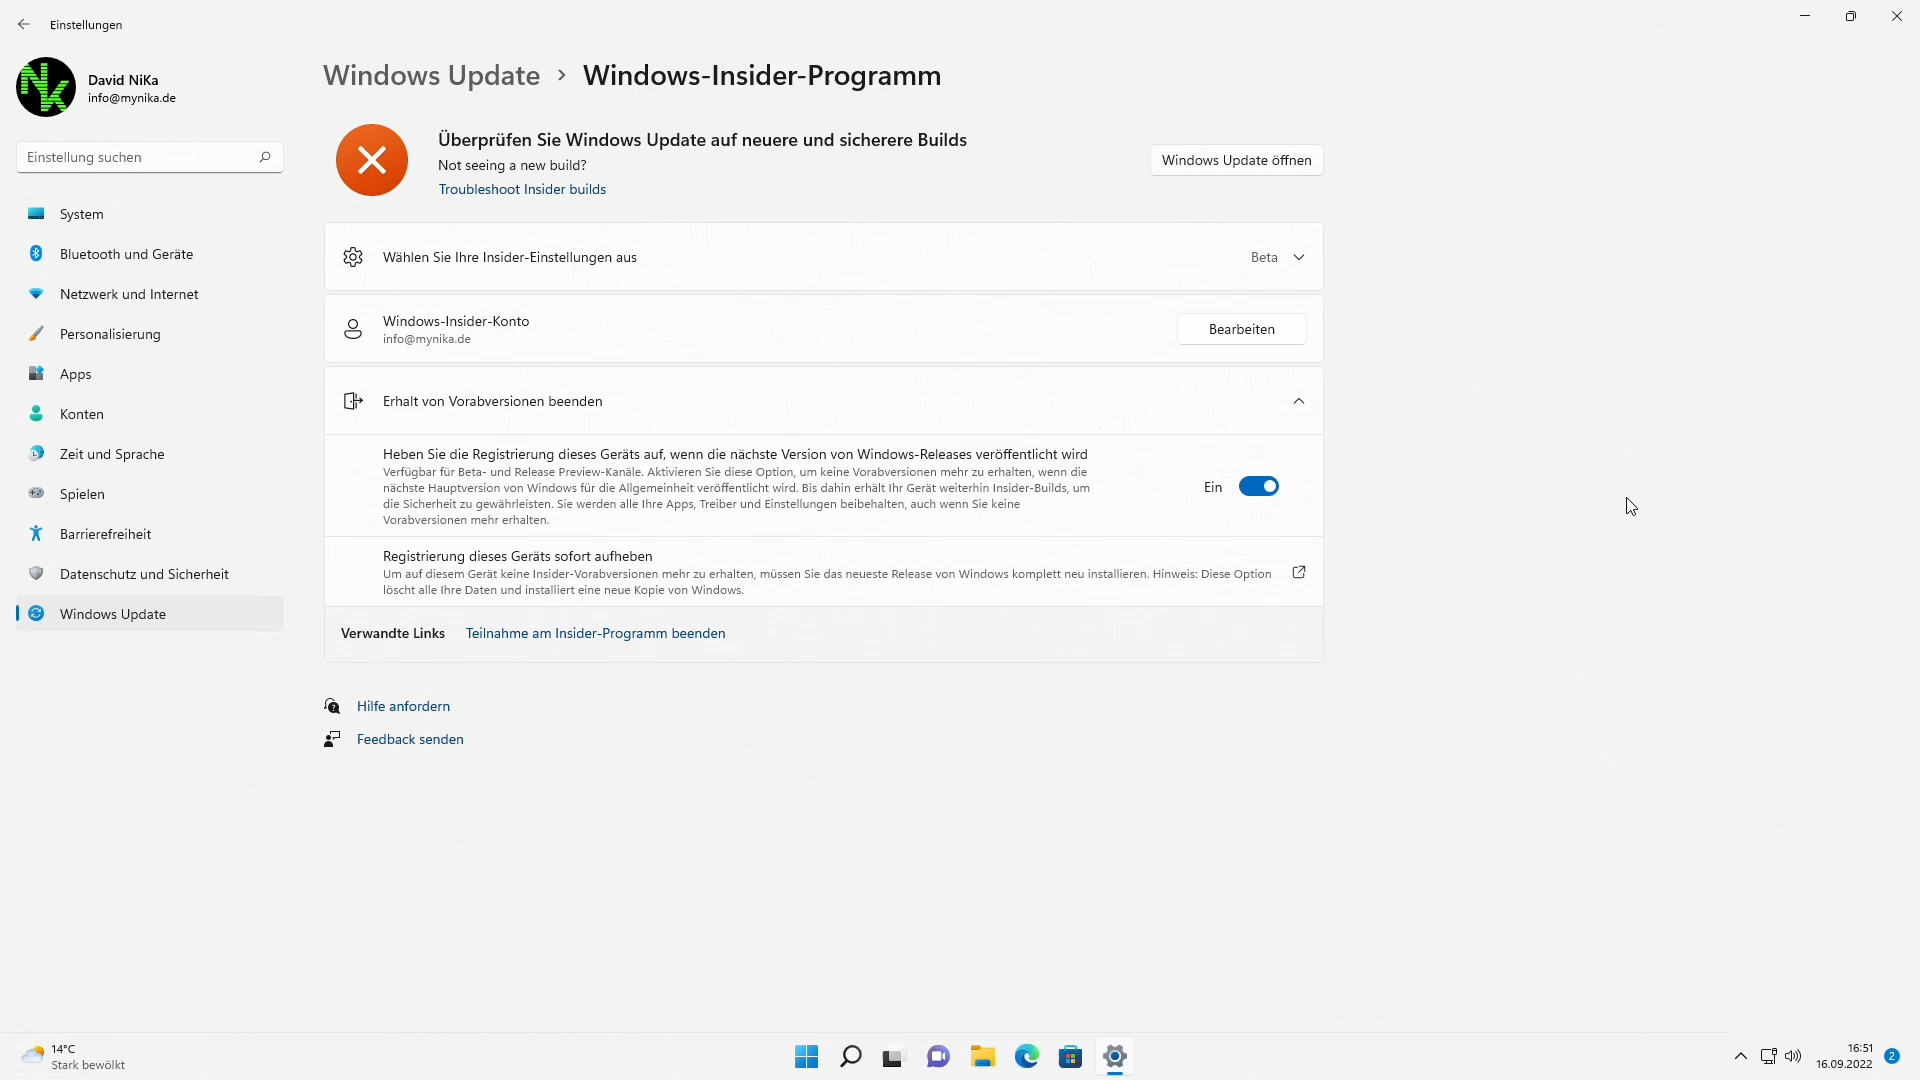 Einstellungen
David NiKa
info@mynika.de
Einstellung suchen
System
Bluetooth und Geräte
Netzwerk und Internet
Personalisierung
Apps
Konten
Zeit und Sprache
Spielen
Barrierefreiheit
Datenschutz und Sicherheit
Windows Update
Windows Update › Windows-Insider-Programm
Überprüfen Sie Windows Update auf neuere und sicherere Builds
Not seeing a new build?
Troubleshoot Insider builds
Windows Update öffnen
Wählen Sie Ihre Insider-Einstellungen aus
Beta
Windows-Insider-Konto
info@mynika.de
Bearbeiten
Erhalt von Vorabversionen beenden
Heben Sie die Registrierung dieses Geräts auf, wenn die nächste Version von Windows-Releases veröffentlicht wird
Verfügbar für Beta- und Release Preview-Kanäle. Aktivieren Sie diese Option, um keine Vorabversionen mehr zu erhalten, wenn die
nächste Hauptversion von Windows für die Allgemeinheit veröffentlicht wird. Bis dahin erhält Ihr Gerät weiterhin Insider-Builds, um
die Sicherheit zu gewährleisten. Sie werden alle Ihre Apps, Treiber und Einstellungen beibehalten, auch wenn Sie keine
Vorabversionen mehr erhalten.
Ein
Registrierung dieses Geräts sofort aufheben
Um auf diesem Gerät keine Insider-Vorabversionen mehr zu erhalten, müssen Sie das neueste Release von Windows komplett neu installieren. Hinweis: Diese Option
löscht alle Ihre Daten und installiert eine neue Kopie von Windows.
Verwandte Links Teilnahme am Insider-Programm beenden
Hilfe anfordern
Feedback senden
14°C
Stark bewölkt
16:51
16.09.2022
2